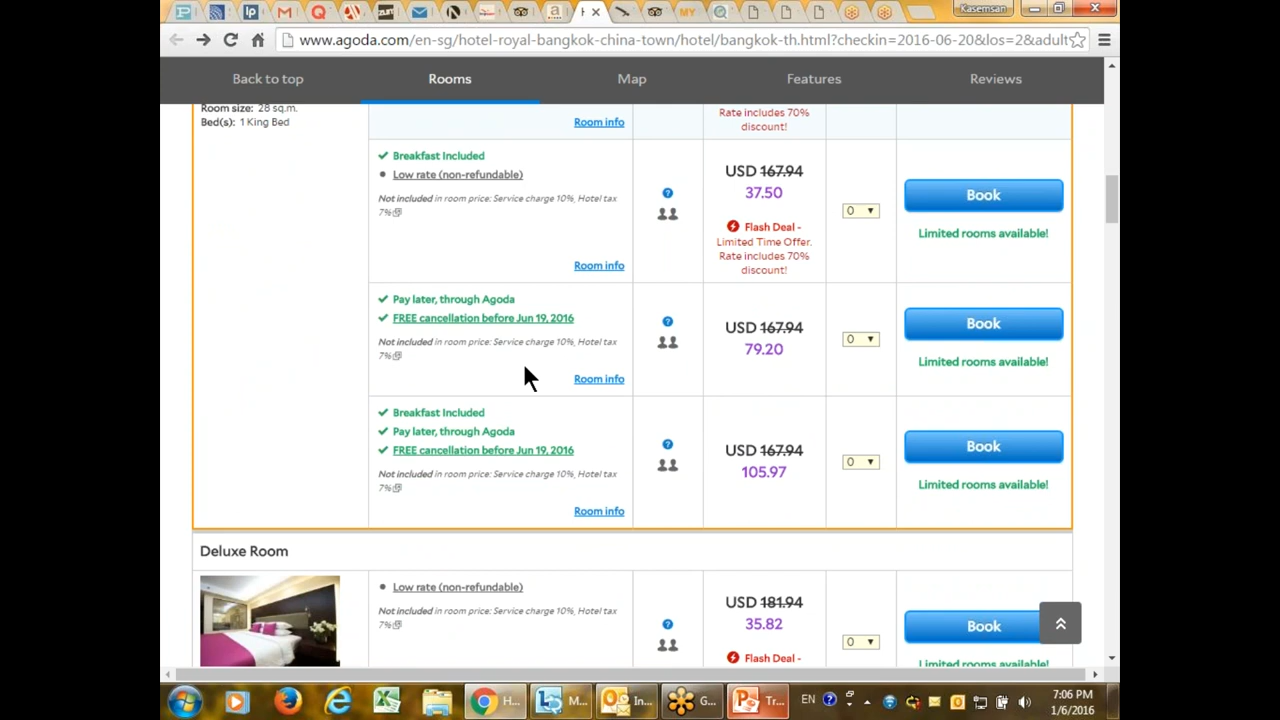 Kasemsan
www.agoda.com/en-sg/hotel-royal-bangkok-china-town/hotel/bangkok-th.html?checkin=2016-06-20&los=2&adult
Back to top Rooms Map Features Reviews
Room size: 28 sq.m.
Bed(s): 1 King Bed
Room info
Rate includes 70%
discount!
Breakfast Included
Low rate (non-refundable)
Not included in room price: Service charge 10%, Hotel tax
7%
Room info
USD 167.94
37.50
Flash Deal -
Limited Time Offer.
Rate includes 70%
discount!
0
Book
Limited rooms available!
Pay later, through Agoda
FREE cancellation before Jun 19, 2016
Not included in room price: Service charge 10%, Hotel tax
7%
Room info
USD 167.94
79.20
0
Book
Limited rooms available!
Breakfast Included
Pay later, through Agoda
FREE cancellation before Jun 19, 2016
Not included in room price: Service charge 10%, Hotel tax
7%
Room info
USD 167.94
105.97
0
Book
Limited rooms available!
Deluxe Room
Low rate (non-refundable)
Not included in room price: Service charge 10%, Hotel tax
7%
USD 181.94
35.82
Flash Deal -
0
Book
Limited rooms available!
H... M... In... G... Tr... EN 7:06 PM
1/6/2016